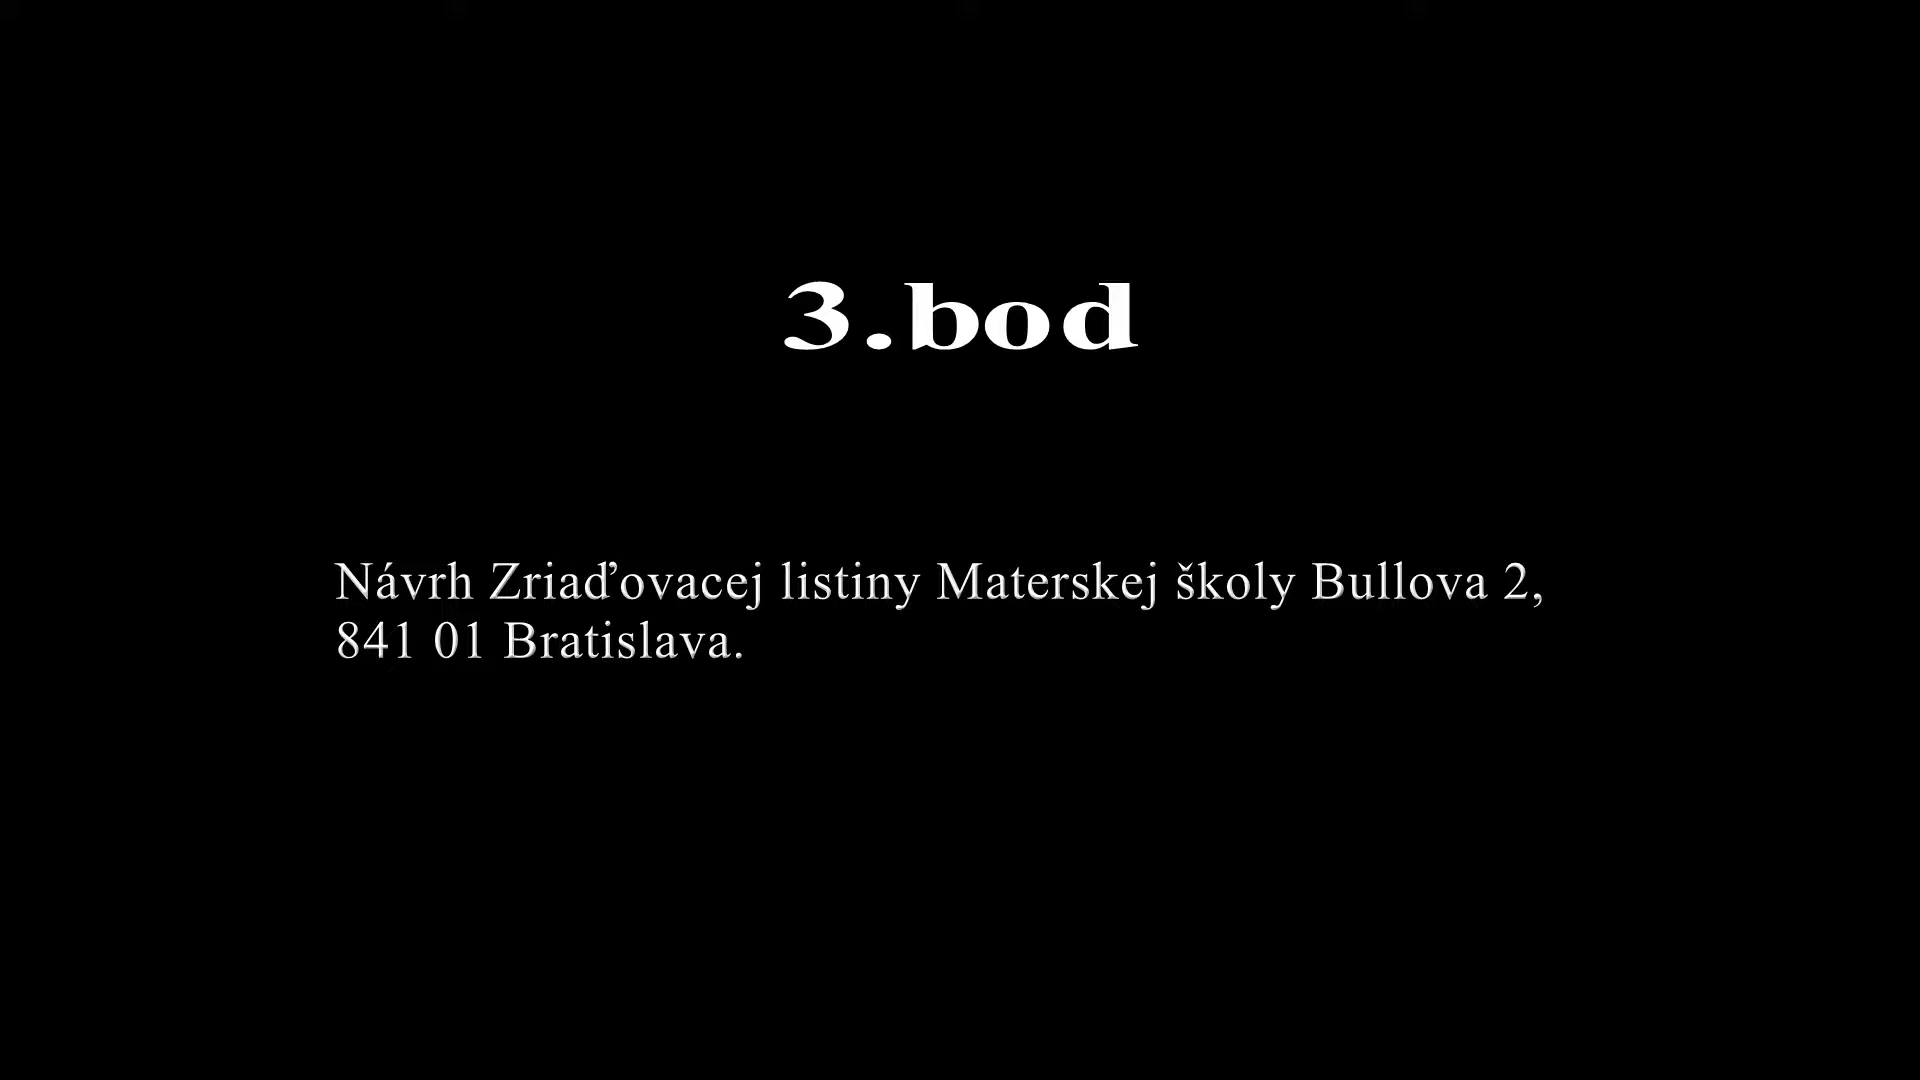 3.bod
Návrh Zriaďovacej listiny Materskej školy Bullova 2,
841 01 Bratislava.